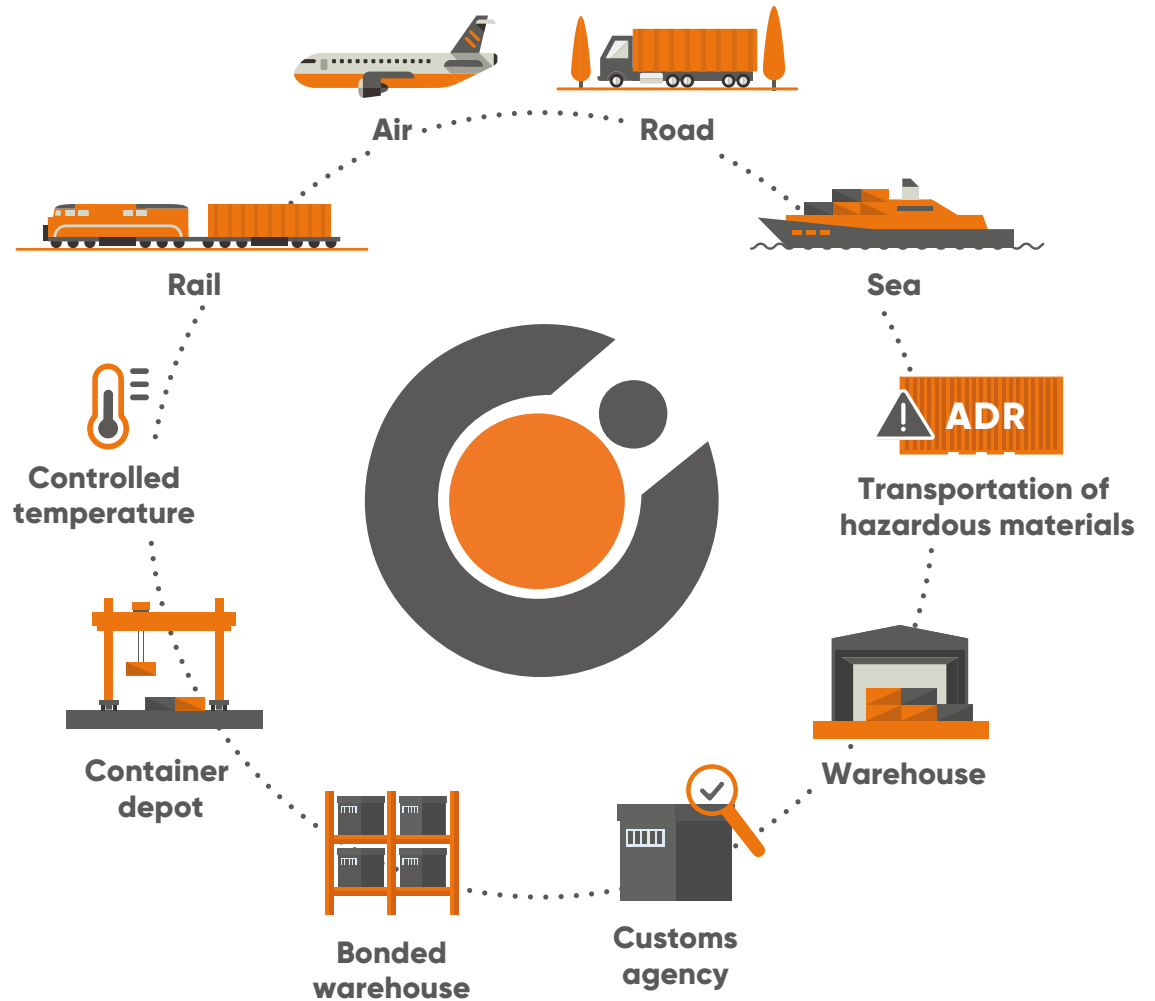 Air
Road
Rail
Sea
ADR
Controlled
temperature
Transportation of
hazardous materials
Container
depot
Warehouse
Bonded
warehouse
Customs
agency